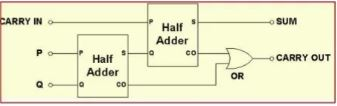 CARRY IN
P
S
SUM
Half
Adder
Q
CO
CARRY OUT
P
P
S
Half
Adder
Q
Q
CO
OR